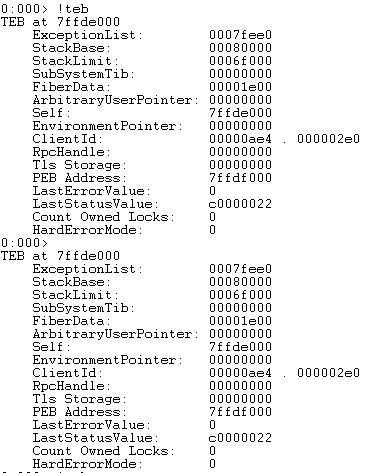 0:000> !teb
TEB at 7ffde000
ExceptionList: 0007fee0
StackBase: 00080000
StackLimit: 0006f000
SubSystemTib: 00000000
FiberData: 00001e00
ArbitraryUserPointer: 00000000
Self: 7ffde000
EnvironmentPointer: 00000000
ClientId: 00000ae4 . 000002e0
RpcHandle: 00000000
Tls Storage: 00000000
PEB Address: 7ffdf000
LastErrorValue: 0
LastStatusValue: c0000022
Count Owned Locks: 0
HardErrorMode: 0
0:000>
TEB at 7ffde000
ExceptionList: 0007fee0
StackBase: 00080000
StackLimit: 0006f000
SubSystemTib: 00000000
FiberData: 00001e00
ArbitraryUserPointer: 00000000
Self: 7ffde000
EnvironmentPointer: 00000000
ClientId: 00000ae4 . 000002e0
RpcHandle: 00000000
Tls Storage: 00000000
PEB Address: 7ffdf000
LastErrorValue: 0
LastStatusValue: c0000022
Count Owned Locks: 0
HardErrorMode: 0